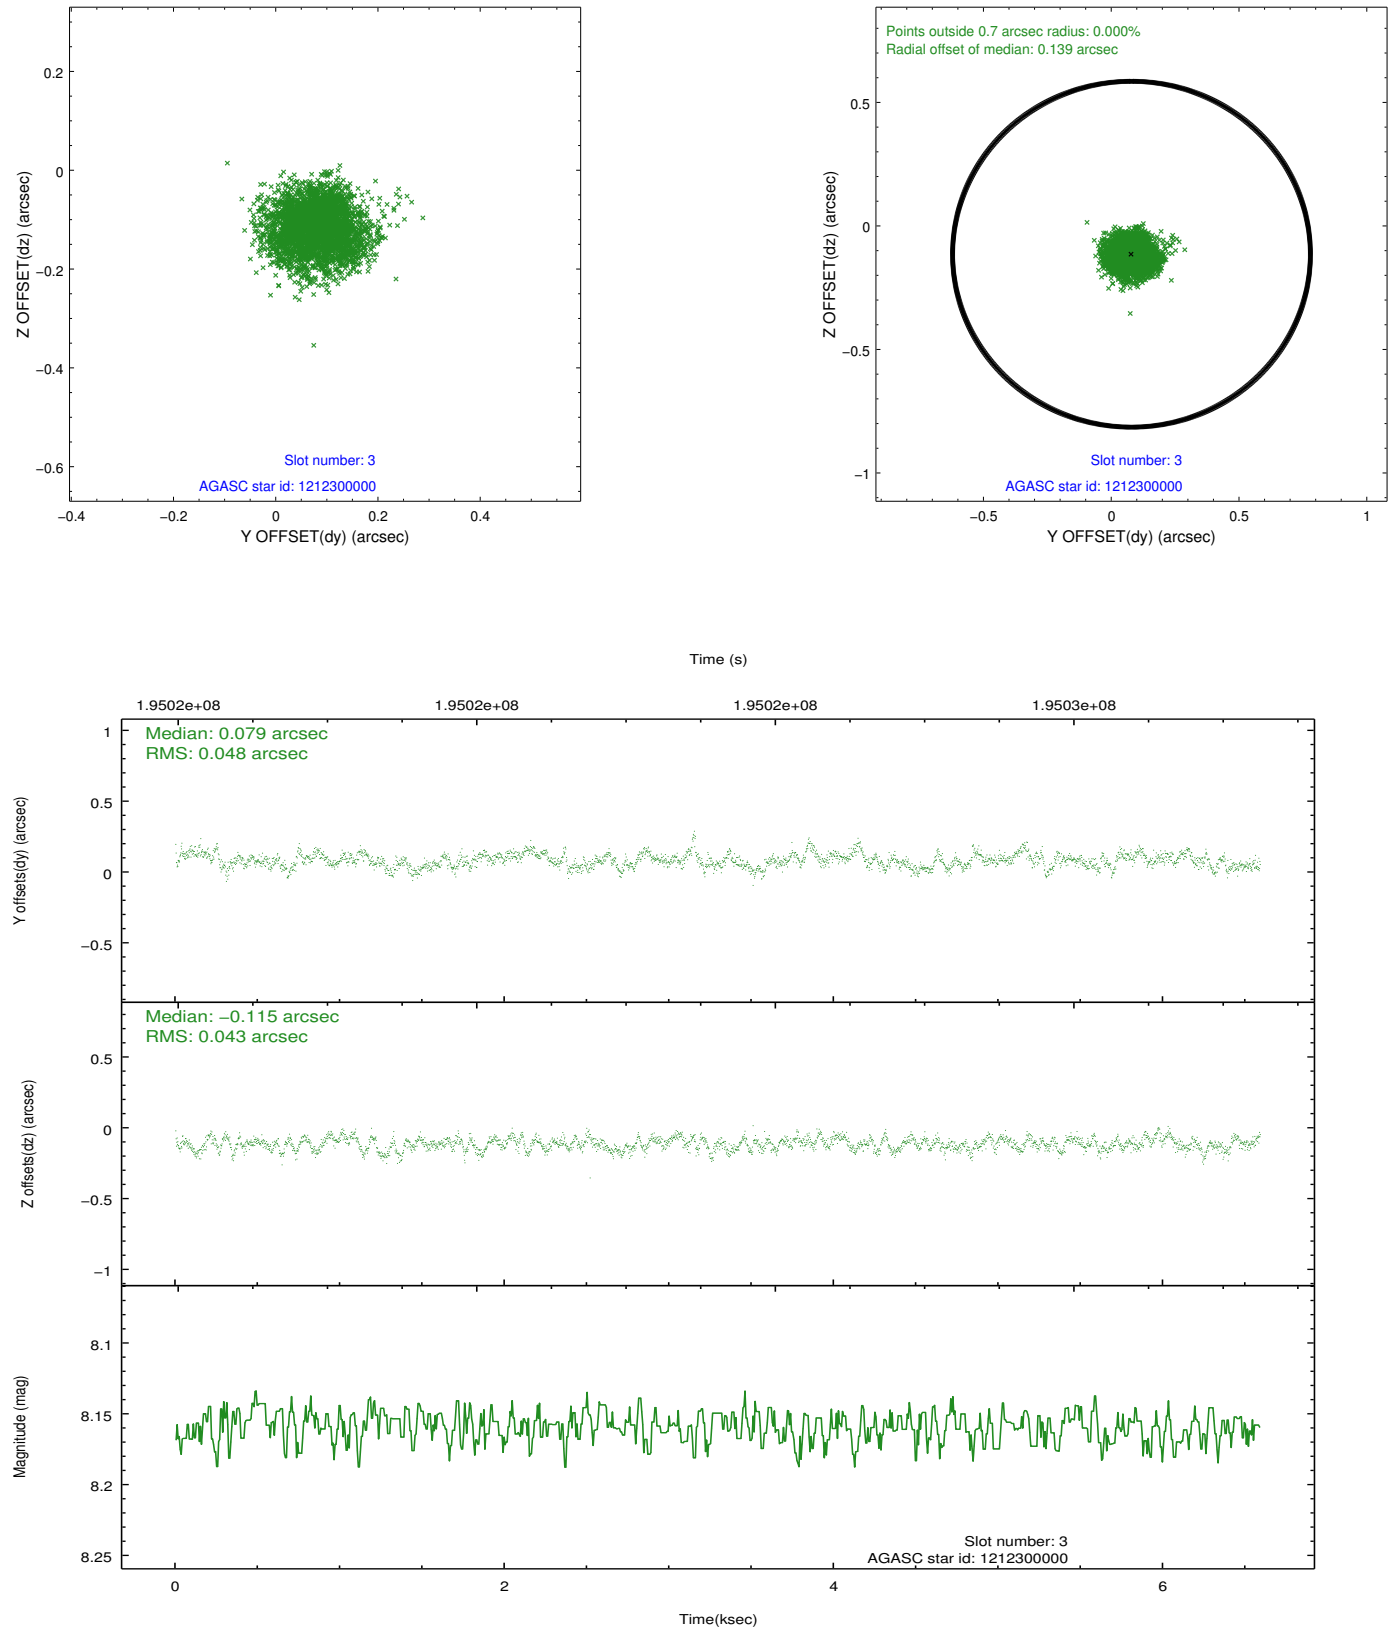 0.2
0
−0.2
−0.4
−0.6
Z OFFSET(dz) (arcsec)
Slot number: 3
AGASC star id: 1212300000
−0.4
−0.2
0
0.2
0.4
Y OFFSET(dy) (arcsec)
Points outside 0.7 arcsec radius: 0.000%
Radial offset of median: 0.139 arcsec
0.5
0
−0.5
−1
Z OFFSET(dz) (arcsec)
Slot number: 3
AGASC star id: 1212300000
−0.5
0
0.5
1
Y OFFSET(dy) (arcsec)
Time (s)
1.9502e+08
1.9502e+08
1.9502e+08
1.9503e+08
Median: 0.079 arcsec
RMS: 0.048 arcsec
1
0.5
0
−0.5
Y offsets(dy) (arcsec)
Median: −0.115 arcsec
RMS: 0.043 arcsec
0.5
0
−0.5
−1
Z offsets(dz) (arcsec)
8.1
8.15
8.2
8.25
Magnitude (mag)
Slot number: 3
AGASC star id: 1212300000
0
2
4
6
Time(ksec)